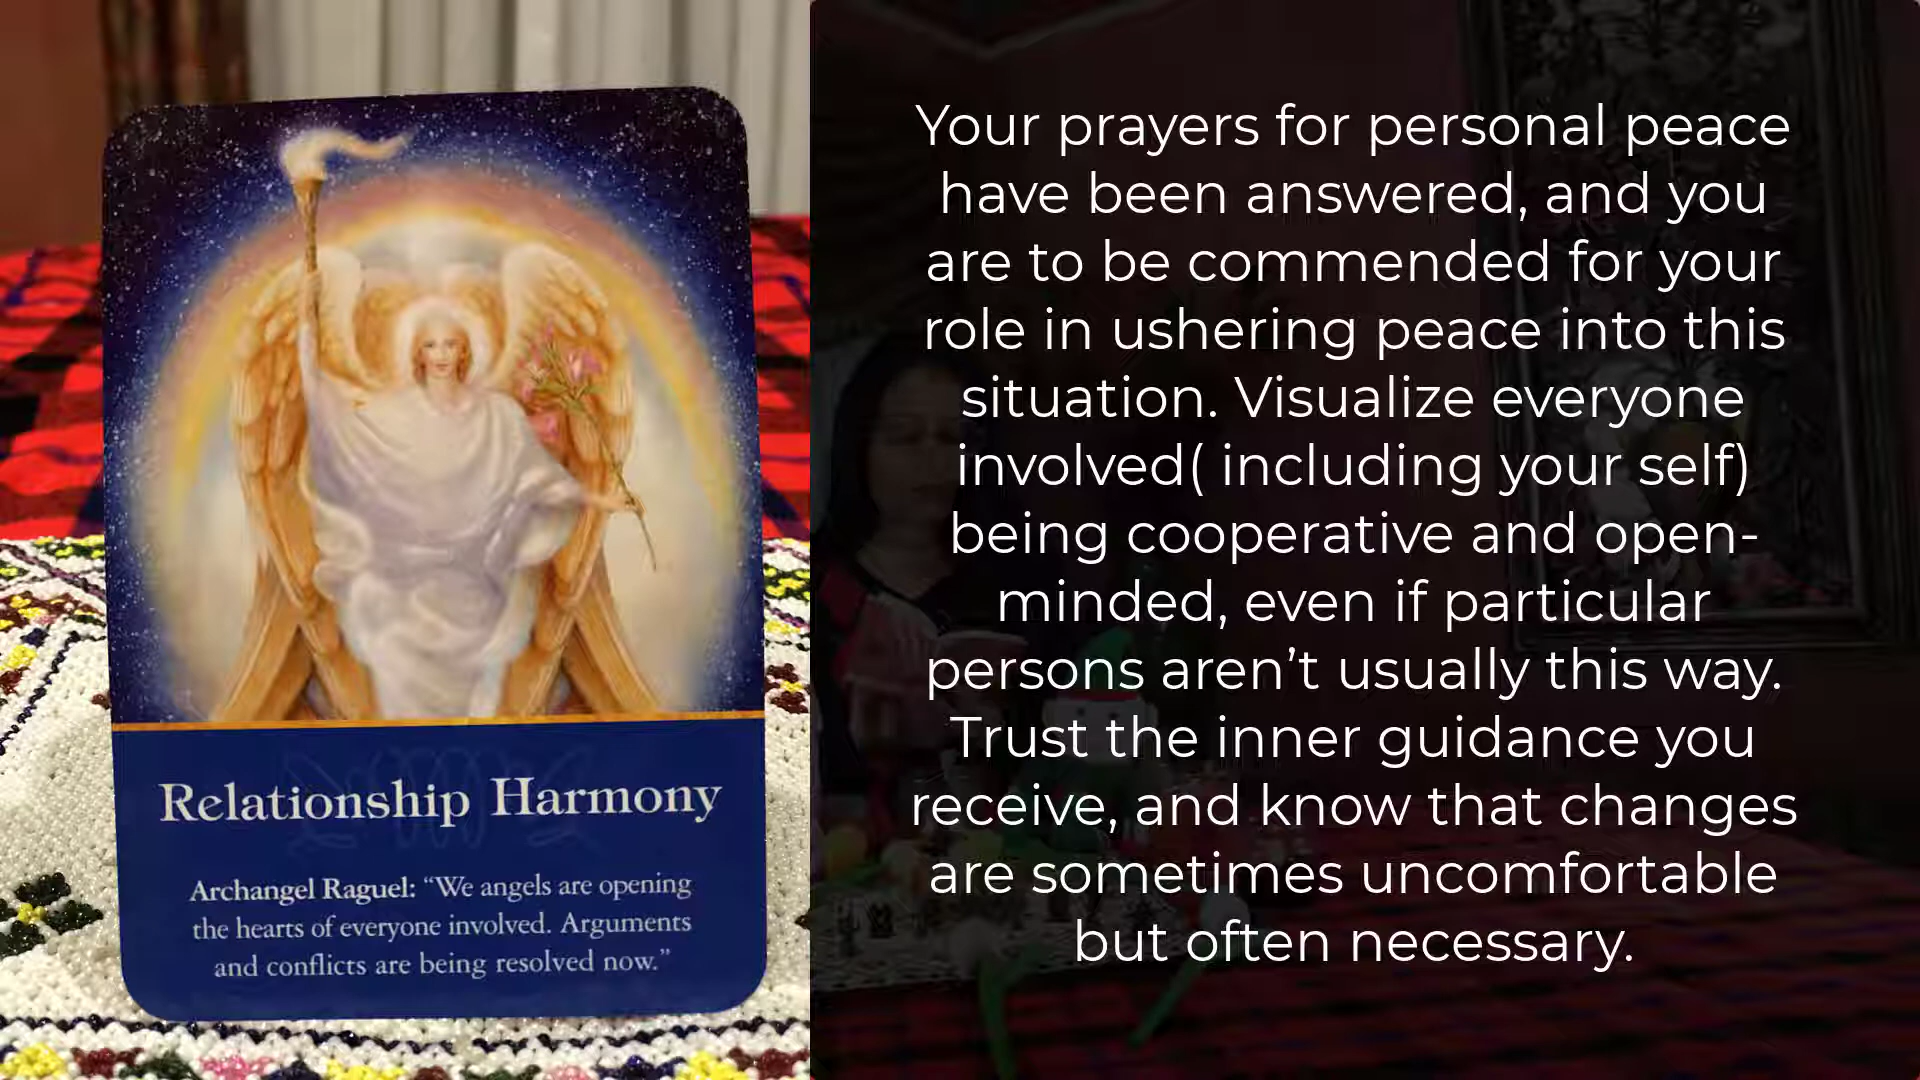 Relationship Harmony
Archangel Raguel: “We angels are opening
the hearts of everyone involved. Arguments
and conflicts are being resolved now.”
Your prayers for personal peace
have been answered, and you
are to be commended for your
role in ushering peace into this
situation. Visualize everyone
involved( including your self)
being cooperative and open-
minded, even if particular
persons aren’t usually this way.
Trust the inner guidance you
receive, and know that changes
are sometimes uncomfortable
but often necessary.